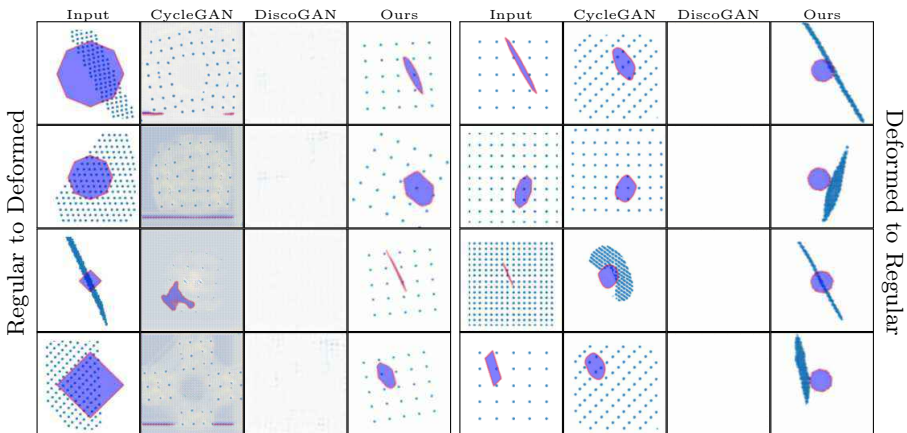 Input CycleGAN DiscoGAN Ours Input CycleGAN DiscoGAN Ours
Regular to Deformed
Deformed to Regular